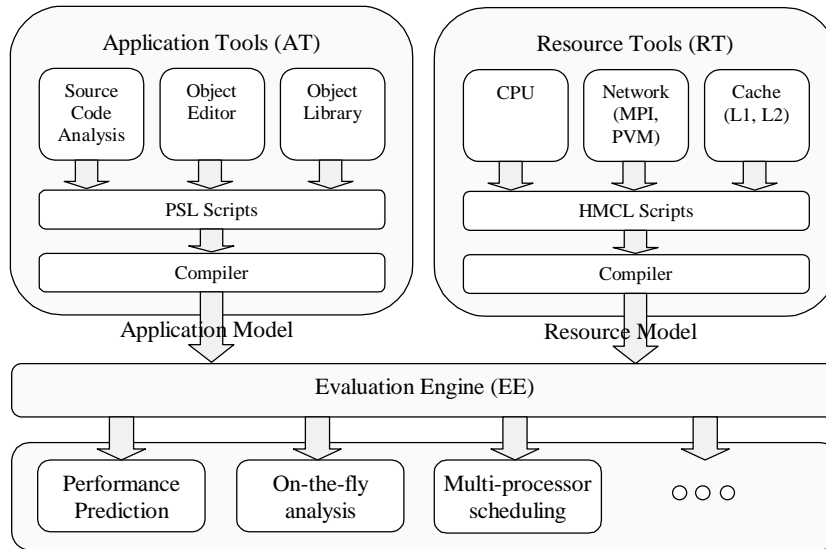 Application Tools (AT)
Source
Code
Analysis
Object
Editor
Object
Library
PSL Scripts
Compiler
Application Model
Resource Tools (RT)
CPU
Network
(MPI,
PVM)
Cache
(L1, L2)
HMCL Scripts
Compiler
Resource Model
Evaluation Engine (EE)
Performance
Prediction
On-the-fly
analysis
Multi-processor
scheduling